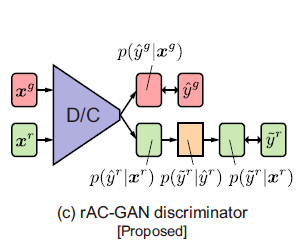 p(ŷ^g|x^g)
x^g
D/C
ŷ^g
x^r
ỹ^r
p(ŷ^r|x^r) p(ỹ^r|ŷ^r) p(ỹ^r|x^r)
(c) rAC-GAN discriminator
[Proposed]